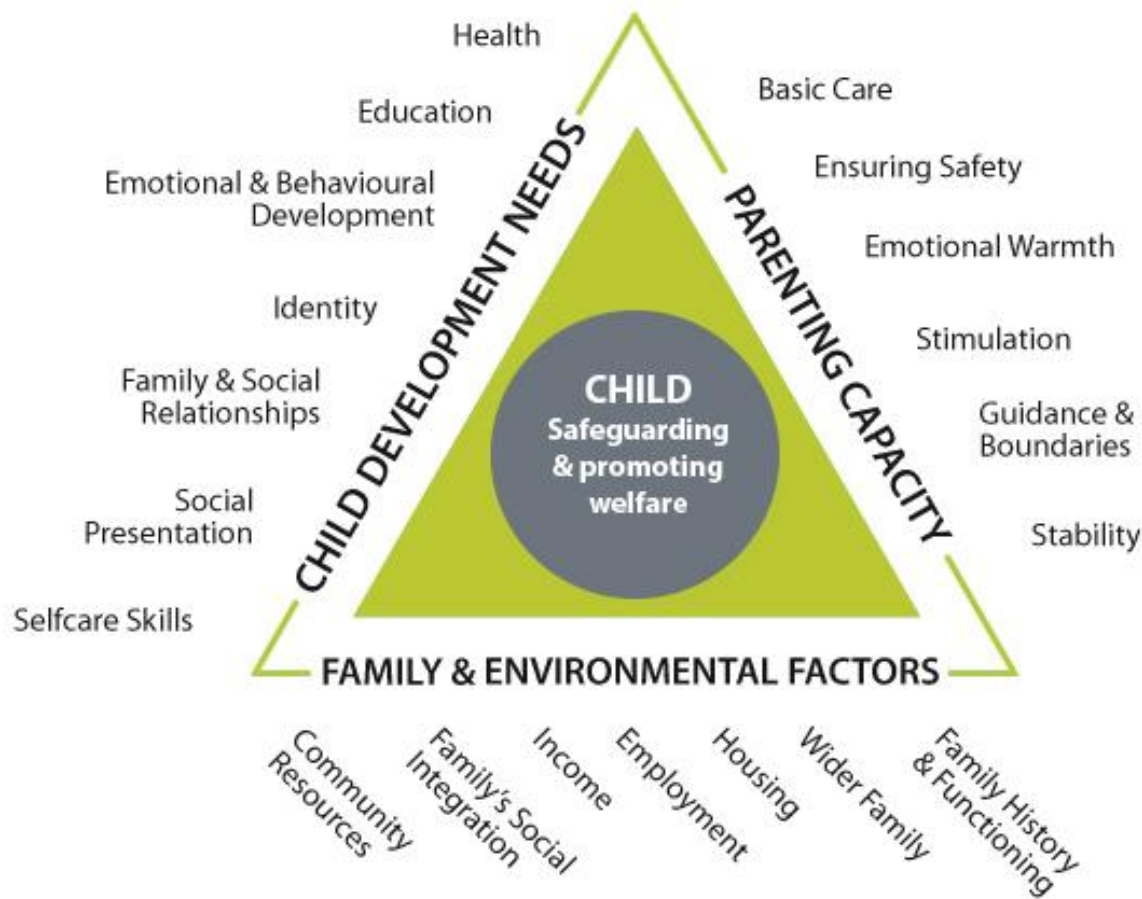 Health
Education
Emotional & Behavioural
Development
Identity
Family & Social
Relationships
Social
Presentation
Selfcare Skills
CHILD DEVELOPMENT NEEDS
Basic Care
Ensuring Safety
Emotional Warmth
Stimulation
Guidance &
Boundaries
Stability
PARENTING CAPACITY
CHILD
Safeguarding
& promoting
welfare
FAMILY & ENVIRONMENTAL FACTORS
Community
Resources
Family's Social
Integration
Income
Employment
Housing
Wider Family
Family History
& Functioning